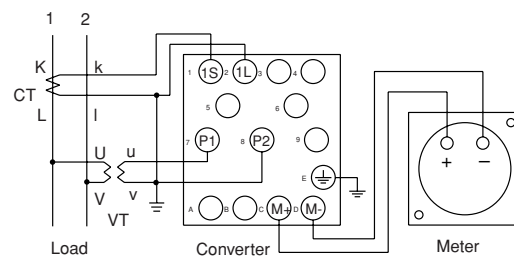 1 2
K k
CT
L l
U u
V v
VT
Load
1 1S 2 1L 3 4
5 6
7 P1 8 P2 9
E
A B C M+ D M-
Converter
+ −
Meter